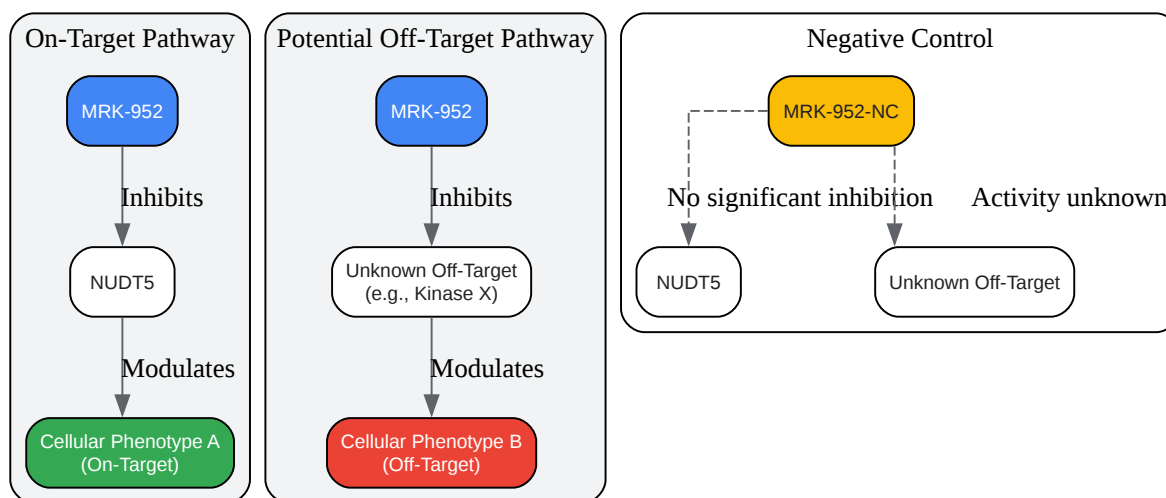 On-Target Pathway
MRK-952
Inhibits
NUDT5
Modulates
Cellular Phenotype A
(On-Target)
Potential Off-Target Pathway
MRK-952
Inhibits
Unknown Off-Target
(e.g., Kinase X)
Modulates
Cellular Phenotype B
(Off-Target)
Negative Control
MRK-952-NC
No significant inhibition
Activity unknown
NUDT5
Unknown Off-Target